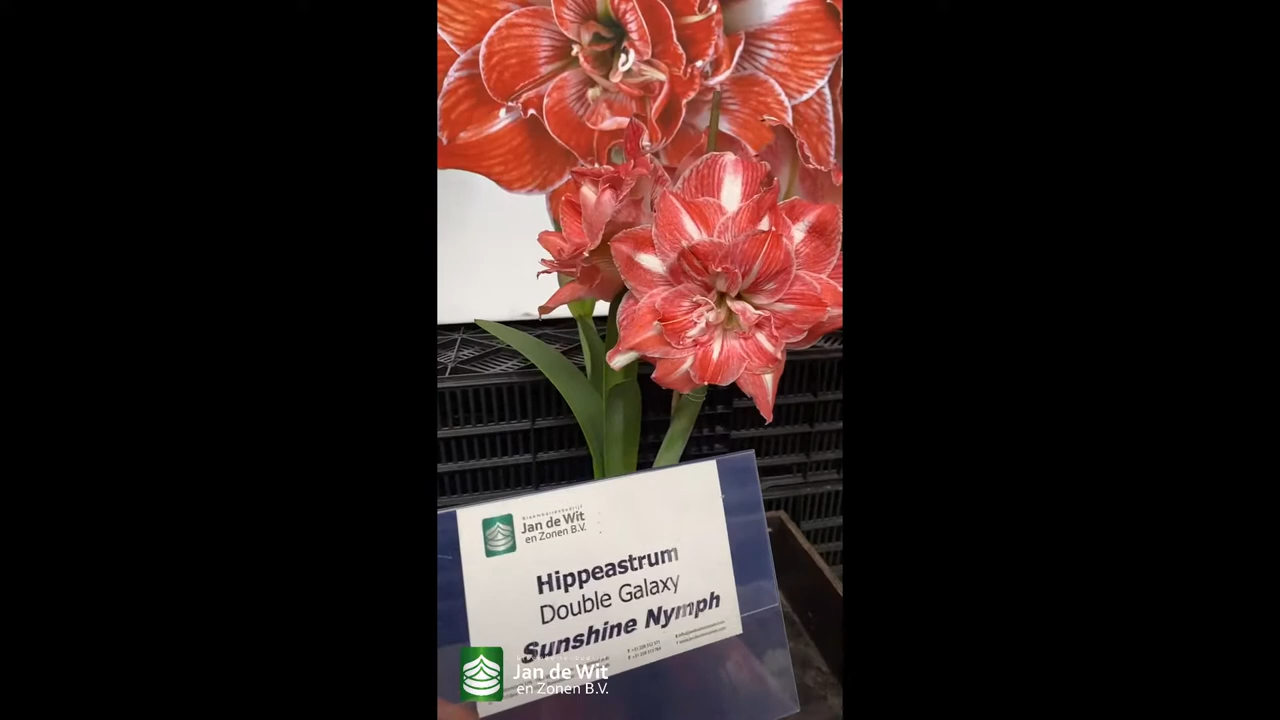 Jan de Wit
en Zonen B.V.
Hippeastrum
Double Galaxy
Sunshine Nymph
Jan de Wit
en Zonen B.V.